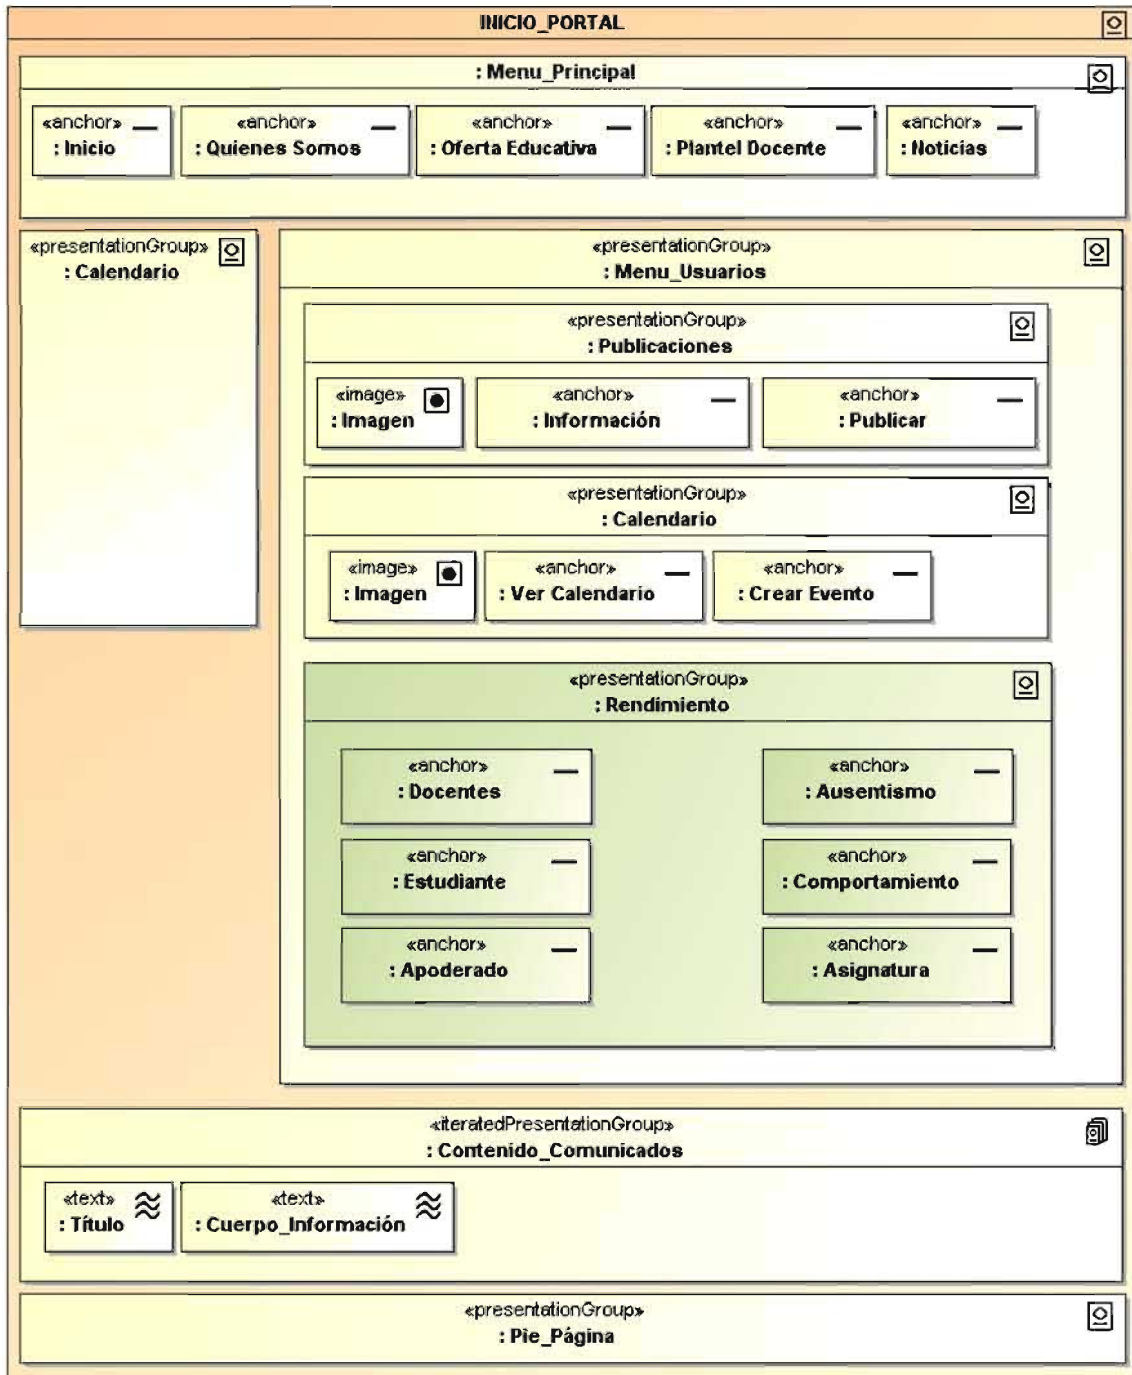 INICIO_PORTAL
: Menu_Principal
«anchor» «anchor» «anchor» «anchor» «anchor»
: Inicio : Quienes Somos : Oferta Educativa : Plantel Docente : Noticias
«presentationGroup»
: Calendario
«presentationGroup»
: Menu_Usuarios
«presentationGroup»
: Publicaciones
«image» «anchor» «anchor»
: Imagen : Información : Publicar
«presentationGroup»
: Calendario
«image» «anchor» «anchor»
: Imagen : Ver Calendario : Crear Evento
«presentationGroup»
: Rendimiento
«anchor» «anchor»
: Docentes : Ausentismo
«anchor» «anchor»
: Estudiante : Comportamiento
«anchor» «anchor»
: Apoderado : Asignatura
«iteratedPresentationGroup»
: Contenido_Comunicados
«text» «text»
: Título : Cuerpo_Información
«presentationGroup»
: Pie_Página